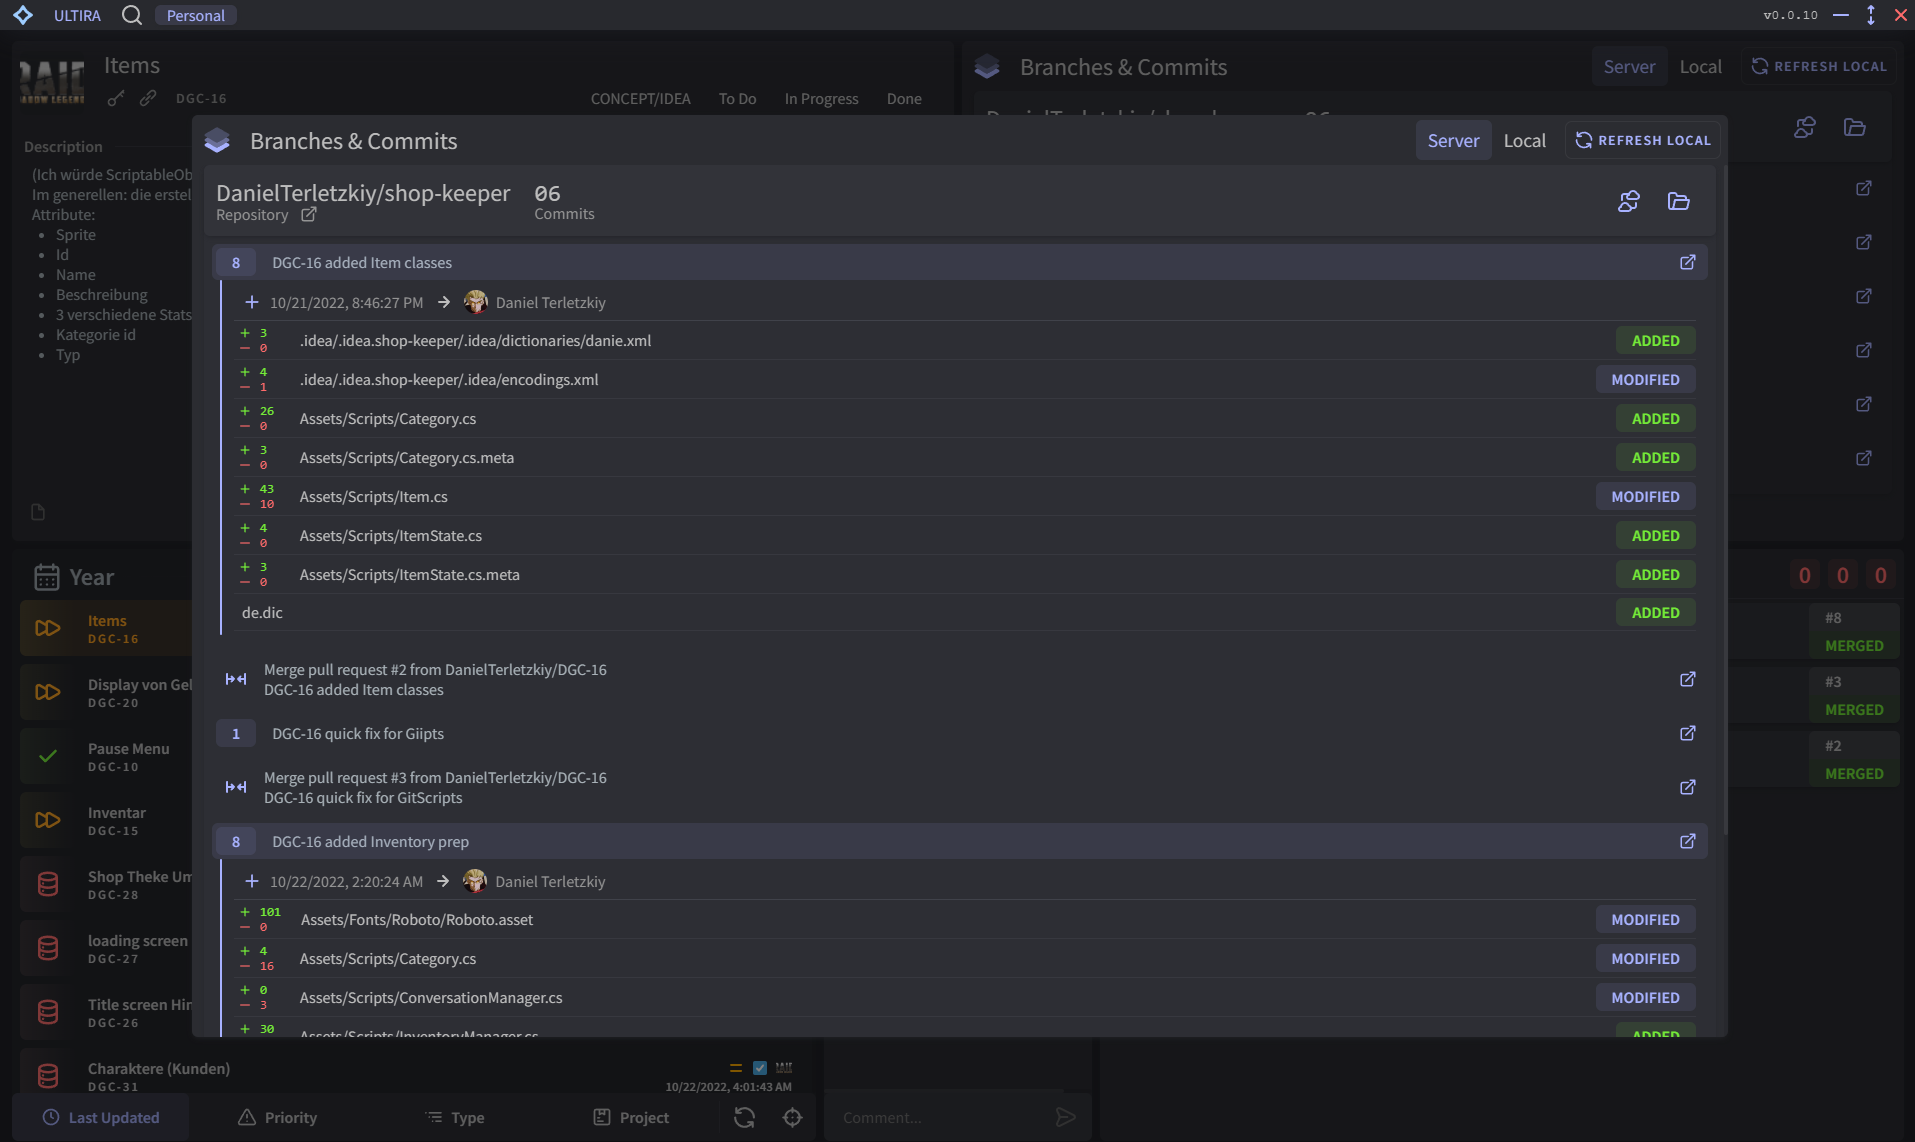 ULTIRA
Personal
v0.0.10
Items
DGC-16
CONCEPT/IDEA
To Do
In Progress
Done
Branches & Commits
Server
Local
REFRESH LOCAL
Description
(Ich würde ScriptableOb
Im generellen: die erstel
Attribute:
Sprite
Id
Name
Beschreibung
3 verschiedene Stats
Kategorie id
Typ
Branches & Commits
Server
Local
REFRESH LOCAL
DanielTerletzkiy/shop-keeper
06
Repository
Commits
8
DGC-16 added Item classes
10/21/2022, 8:46:27 PM
Daniel Terletzkiy
+ 3
— 0
.idea/.idea.shop-keeper/.idea/dictionaries/danie.xml
ADDED
+ 4
— 1
.idea/.idea.shop-keeper/.idea/encodings.xml
MODIFIED
+ 26
— 0
Assets/Scripts/Category.cs
ADDED
+ 3
— 0
Assets/Scripts/Category.cs.meta
ADDED
+ 43
— 10
Assets/Scripts/Item.cs
MODIFIED
+ 4
— 0
Assets/Scripts/ItemState.cs
ADDED
+ 3
— 0
Assets/Scripts/ItemState.cs.meta
ADDED
de.dic
ADDED
Merge pull request #2 from DanielTerletzkiy/DGC-16
DGC-16 added Item classes
1
DGC-16 quick fix for Giipts
Merge pull request #3 from DanielTerletzkiy/DGC-16
DGC-16 quick fix for GitScripts
8
DGC-16 added Inventory prep
10/22/2022, 2:20:24 AM
Daniel Terletzkiy
+ 101
— 0
Assets/Fonts/Roboto/Roboto.asset
MODIFIED
+ 4
— 16
Assets/Scripts/Category.cs
MODIFIED
+ 0
— 3
Assets/Scripts/ConversationManager.cs
MODIFIED
+ 30
Assets/Scripts/InventoryManager.cs
ADDED
Year
Items
DGC-16
Display von Gel
DGC-20
Pause Menu
DGC-10
Inventar
DGC-15
Shop Theke Um
DGC-28
loading screen
DGC-27
Title screen Hin
DGC-26
Charaktere (Kunden)
DGC-31
10/22/2022, 4:01:43 AM
0
0
0
#8
MERGED
#3
MERGED
#2
MERGED
Last Updated
Priority
Type
Project
Comment...